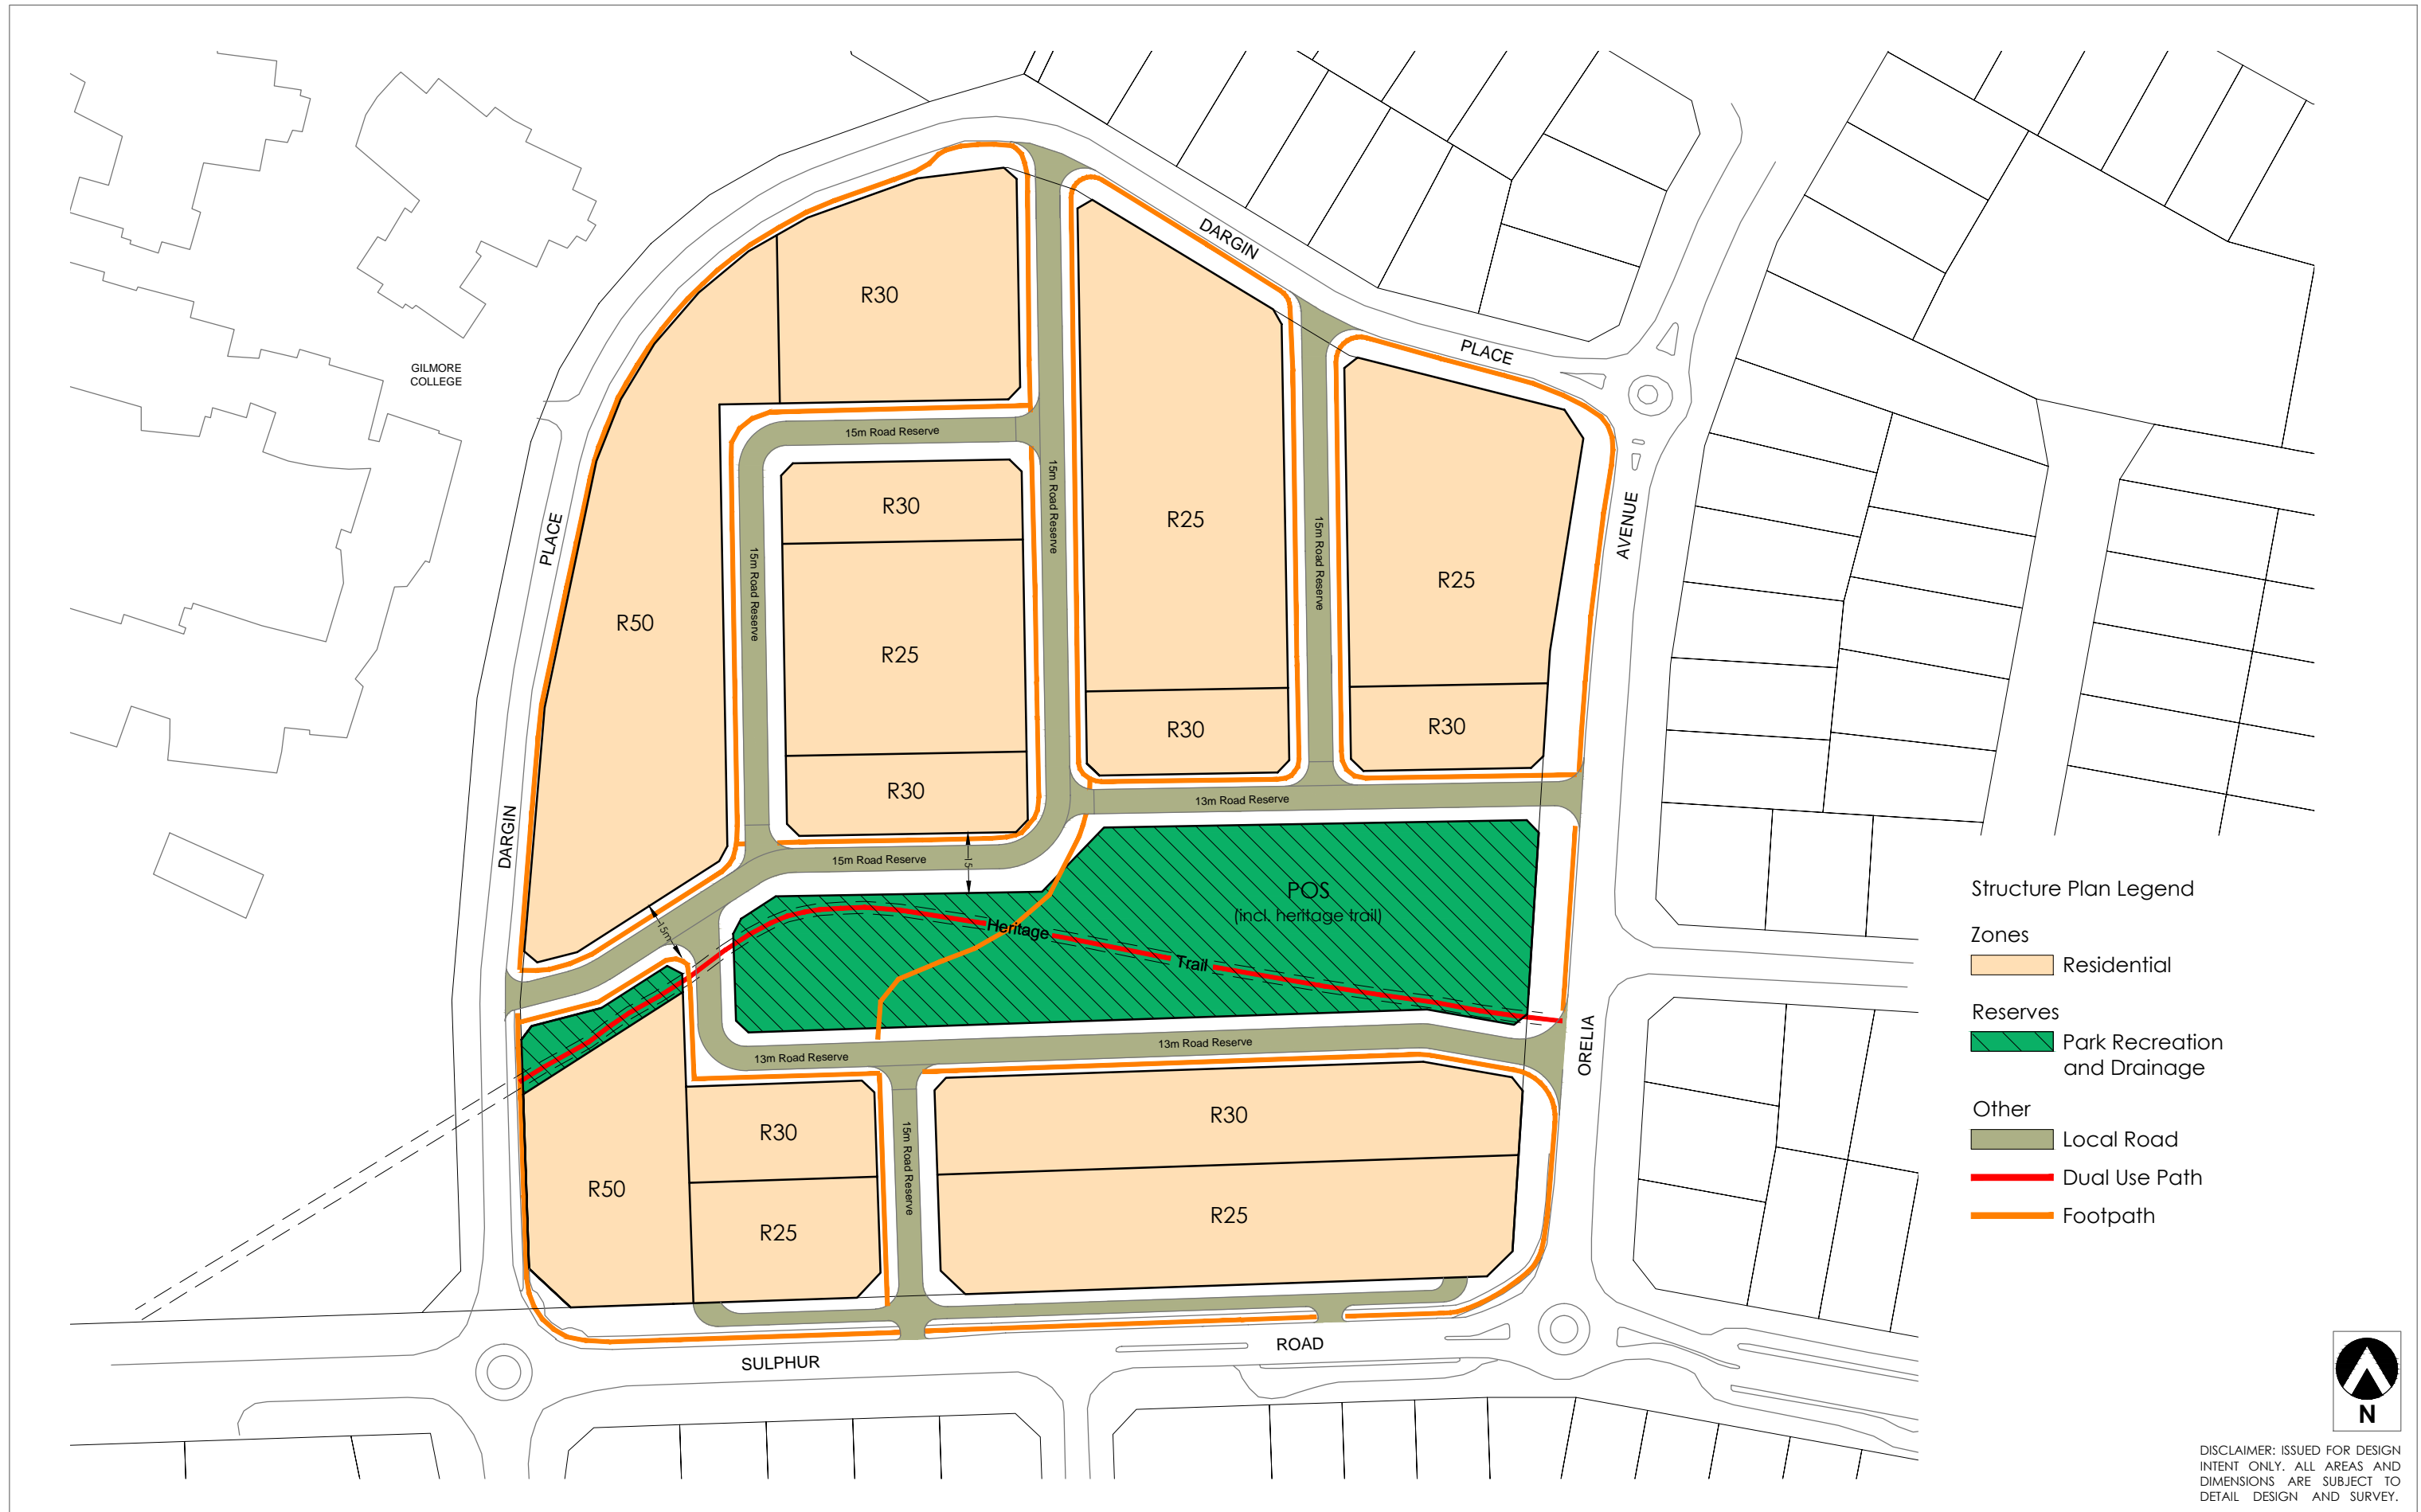 DARGIN
PLACE
R30
GILMORE
COLLEGE
15m Road Reserve
R30
15m Road Reserve
R25
AVENUE
PLACE
15m Road Reserve
15m Road Reserve
R25
R50
R25
R30
R30
R30
13m Road Reserve
DARGIN
15m Road Reserve
15
POS
(incl. heritage trail)
15m
Heritage
Trail
13m Road Reserve
13m Road Reserve
ORELIA
R30
R30
15m Road Reserve
R50
R25
R25
SULPHUR
ROAD
Structure Plan Legend
Zones
Residential
Reserves
Park Recreation
and Drainage
Other
Local Road
Dual Use Path
Footpath
N
DISCLAIMER: ISSUED FOR DESIGN
INTENT ONLY. ALL AREAS AND
DIMENSIONS ARE SUBJECT TO
DETAIL DESIGN AND SURVEY.